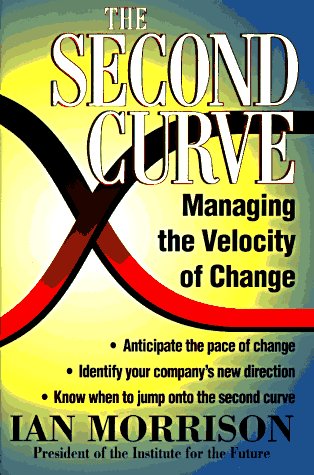 THE
SECOND
CURVE
Managing
the Velocity
of Change
• Anticipate the pace of change
• Identify your company's new direction
• Know when to jump onto the second curve
IAN MORRISON
President of the Institute for the Future